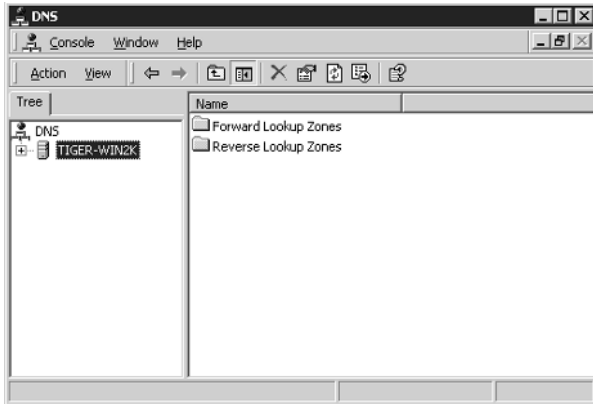 DNS
Console Window Help
Action View
Tree
Name
DNS
TIGER-WIN2K
Forward Lookup Zones
Reverse Lookup Zones